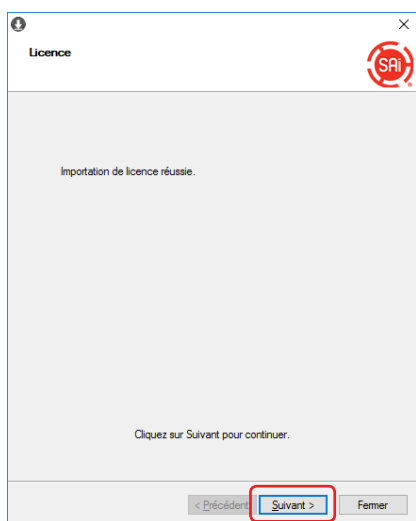 Licence
SAi
Importation de licence réussie.
Cliquez sur Suivant pour continuer.
< Précédent
Suivant >
Fermer